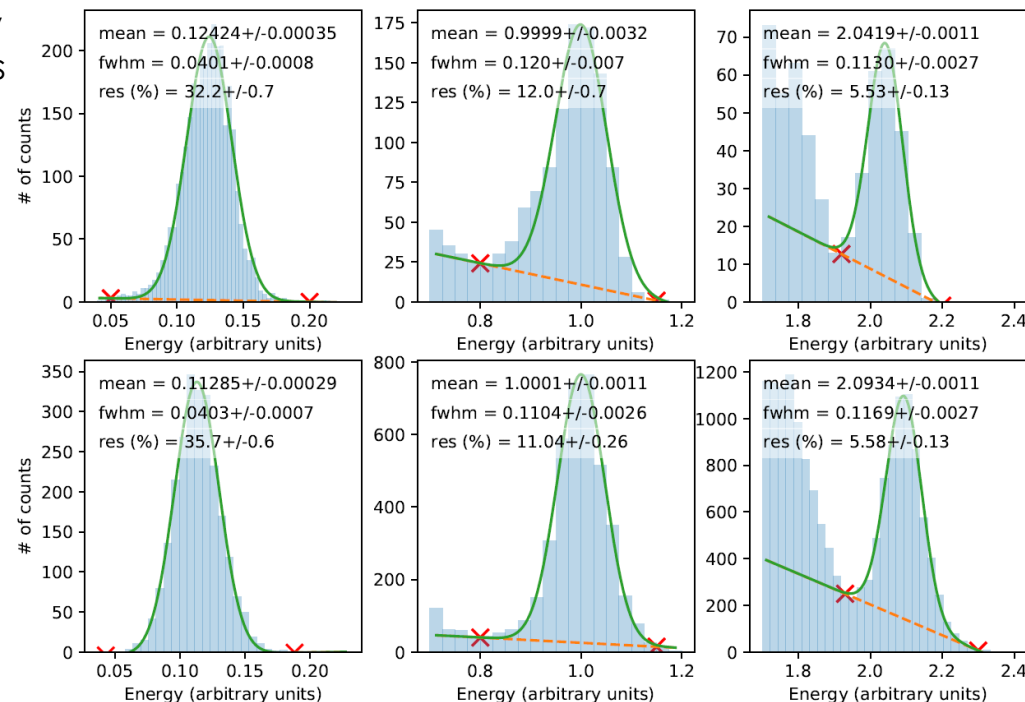 mean = 0.12424+/-0.00035
fwhm = 0.0401+/-0.0008
res (%) = 32.2+/-0.7
# of counts
200
150
100
50
0
0.05 0.10 0.15 0.20
Energy (arbitrary units)
mean = 0.9999+/-0.0032
fwhm = 0.120+/-0.007
res (%) = 12.0+/-0.7
175
150
125
100
75
50
25
0
0.8 1.0 1.2
Energy (arbitrary units)
mean = 2.0419+/-0.0011
fwhm = 0.1130+/-0.0027
res (%) = 5.53+/-0.13
70
60
50
40
30
20
10
0
1.8 2.0 2.2 2.4
Energy (arbitrary units)
mean = 0.11285+/-0.00029
fwhm = 0.0403+/-0.0007
res (%) = 35.7+/-0.6
# of counts
350
300
250
200
150
100
50
0
0.05 0.10 0.15 0.20
Energy (arbitrary units)
mean = 1.0001+/-0.0011
fwhm = 0.1104+/-0.0026
res (%) = 11.04+/-0.26
800
600
400
200
0
0.8 1.0 1.2
Energy (arbitrary units)
mean = 2.0934+/-0.0011
fwhm = 0.1169+/-0.0027
res (%) = 5.58+/-0.13
1200
1000
800
600
400
200
0
1.8 2.0 2.2 2.4
Energy (arbitrary units)